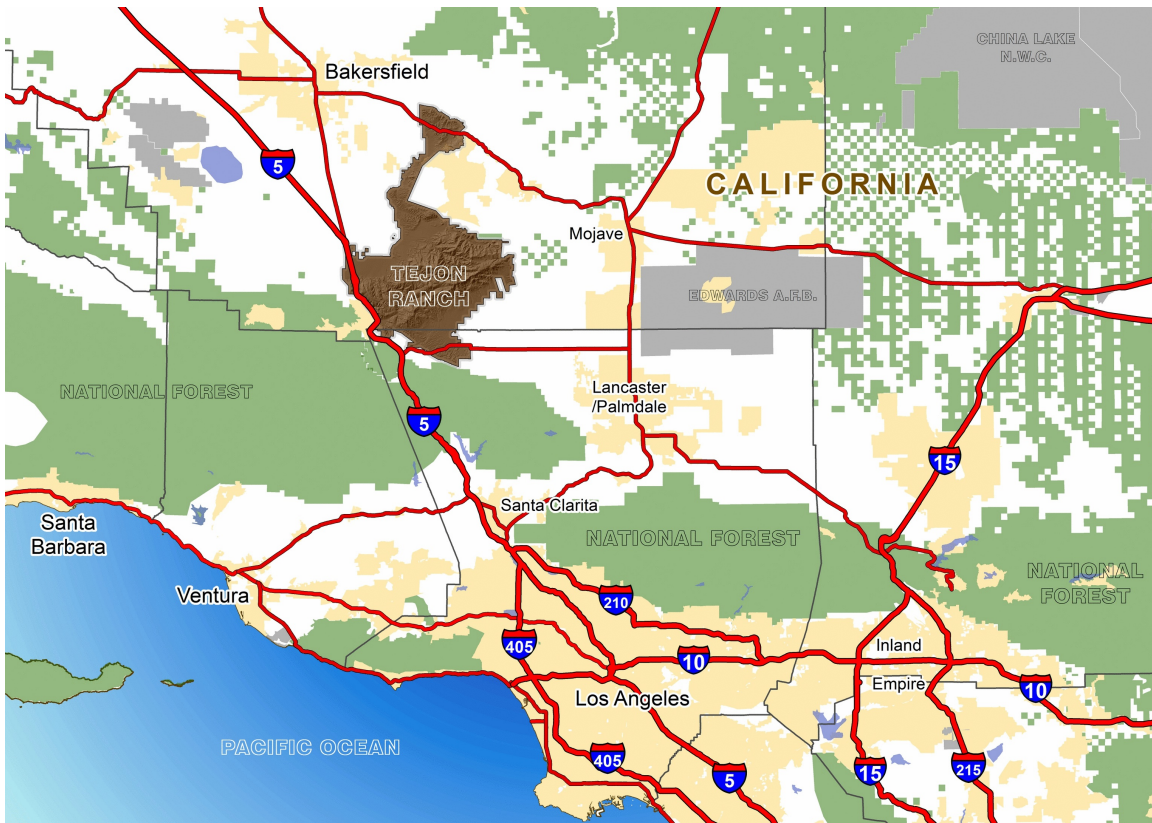 CHINA LAKE
N.W.C.
Bakersfield
5
CALIFORNIA
Mojave
TEJON
RANCH
EDWARDS A.F.B.
NATIONAL FOREST
Lancaster
/Palmdale
5
15
Santa Clarita
Santa
Barbara
NATIONAL FOREST
NATIONAL
FOREST
Ventura
210
405
10
Inland
Empire
10
Los Angeles
PACIFIC OCEAN
405
5
15
215